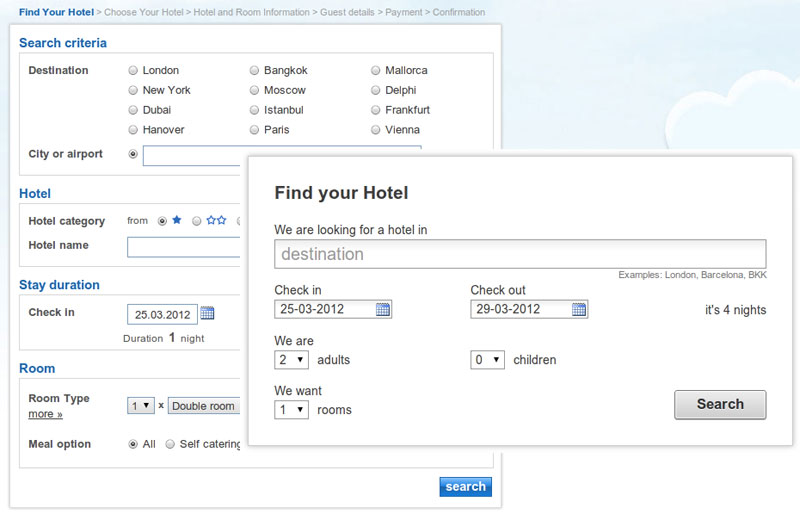 Find Your Hotel > Choose Your Hotel > Hotel and Room Information > Guest details > Payment > Confirmation
Search criteria
Destination London Bangkok Mallorca
New York Moscow Delphi
Dubai Istanbul Frankfurt
Hanover Paris Vienna
City or airport
Hotel
Hotel category from
Hotel name
Stay duration
Check in 25.03.2012
Duration 1 night
Room
Room Type 1 x Double room
more »
Meal option All Self catering
search
Find your Hotel
We are looking for a hotel in
destination
Examples: London, Barcelona, BKK
Check in Check out
25-03-2012 29-03-2012 it's 4 nights
We are
2 adults 0 children
We want
1 rooms
Search